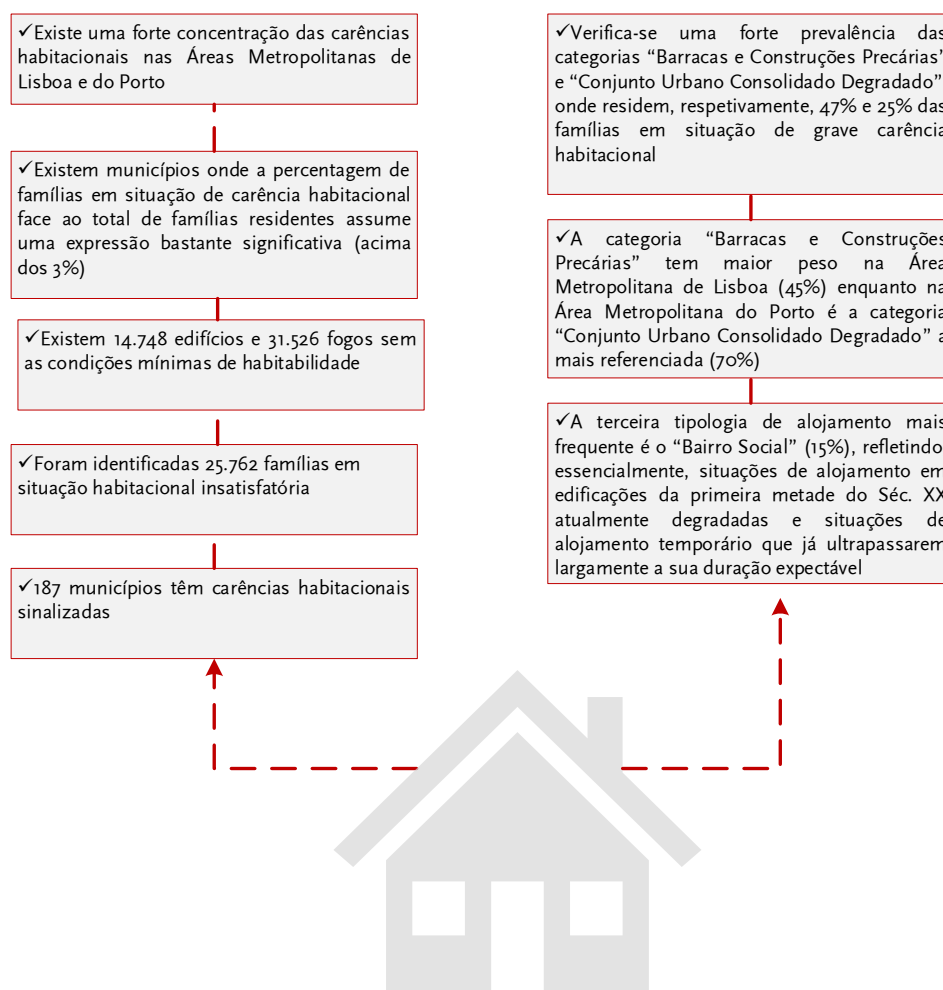 ✓Existe uma forte concentração das carências
habitacionais nas Áreas Metropolitanas de
Lisboa e do Porto
✓Existem municípios onde a percentagem de
famílias em situação de carência habitacional
face ao total de famílias residentes assume
uma expressão bastante significativa (acima
dos 3%)
✓Existem 14.748 edifícios e 31.526 fogos sem
as condições mínimas de habitabilidade
✓Foram identificadas 25.762 famílias em
situação habitacional insatisfatória
✓187 municípios têm carências habitacionais
sinalizadas
✓Verifica-se uma forte prevalência das
categorias “Barracas e Construções Precárias”
e “Conjunto Urbano Consolidado Degradado”
onde residem, respetivamente, 47% e 25% das
famílias em situação de grave carência
habitacional
✓A categoria “Barracas e Construções
Precárias” tem maior peso na Área
Metropolitana de Lisboa (45%) enquanto na
Área Metropolitana do Porto é a categoria
“Conjunto Urbano Consolidado Degradado” a
mais referenciada (70%)
✓A terceira tipologia de alojamento mais
frequente é o “Bairro Social” (15%), refletindo
essencialmente, situações de alojamento em
edificações da primeira metade do Séc. XX
atualmente degradadas e situações de
alojamento temporário que já ultrapassarem
largamente a sua duração expectável